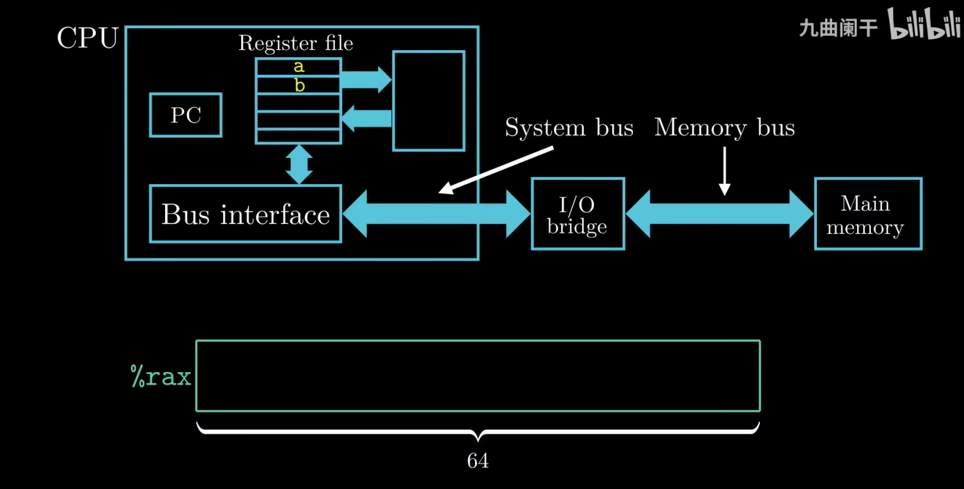 九曲阑干 bilibili
CPU
Register file
a
b
PC
System bus
Memory bus
Bus interface
I/O
bridge
Main
memory
%rax
64